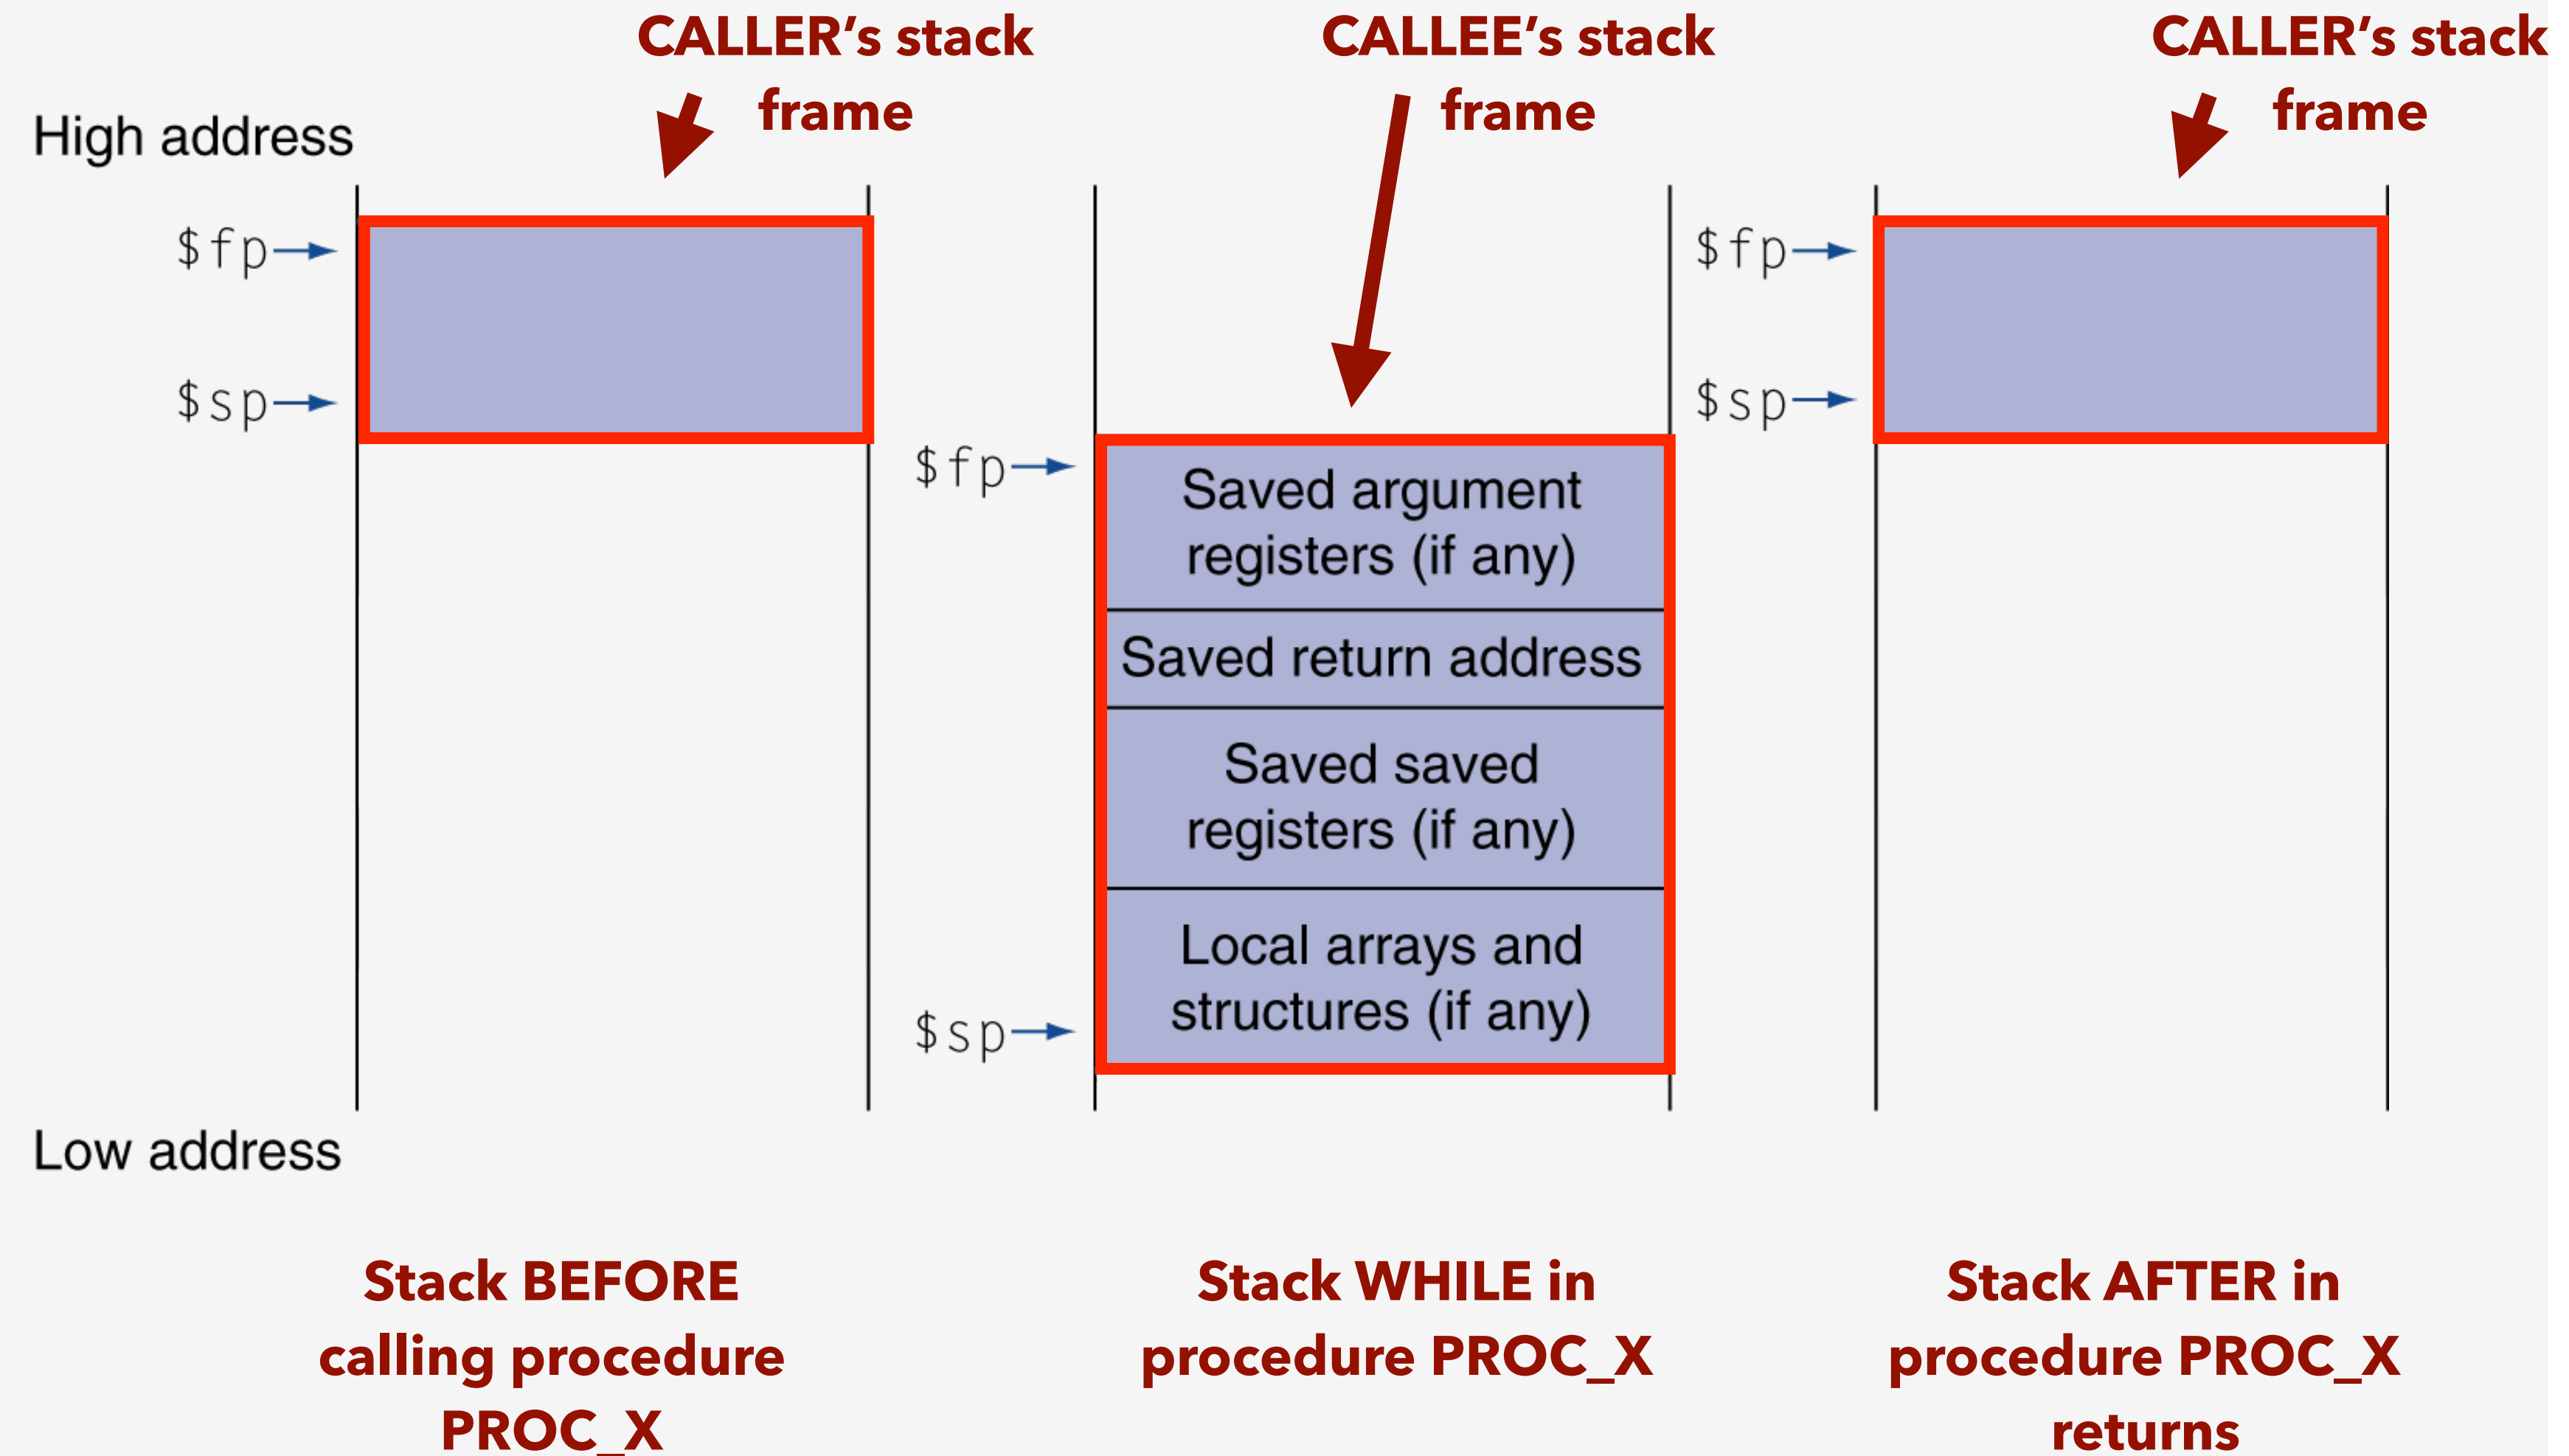 CALLER’s stack
frame
CALLEE’s stack
frame
CALLER’s stack
frame
High address
$fp
$sp
$fp
Saved argument
registers (if any)
Saved return address
Saved saved
registers (if any)
Local arrays and
structures (if any)
$sp
$fp
$sp
Low address
Stack BEFORE
calling procedure
PROC_X
Stack WHILE in
procedure PROC_X
Stack AFTER in
procedure PROC_X
returns